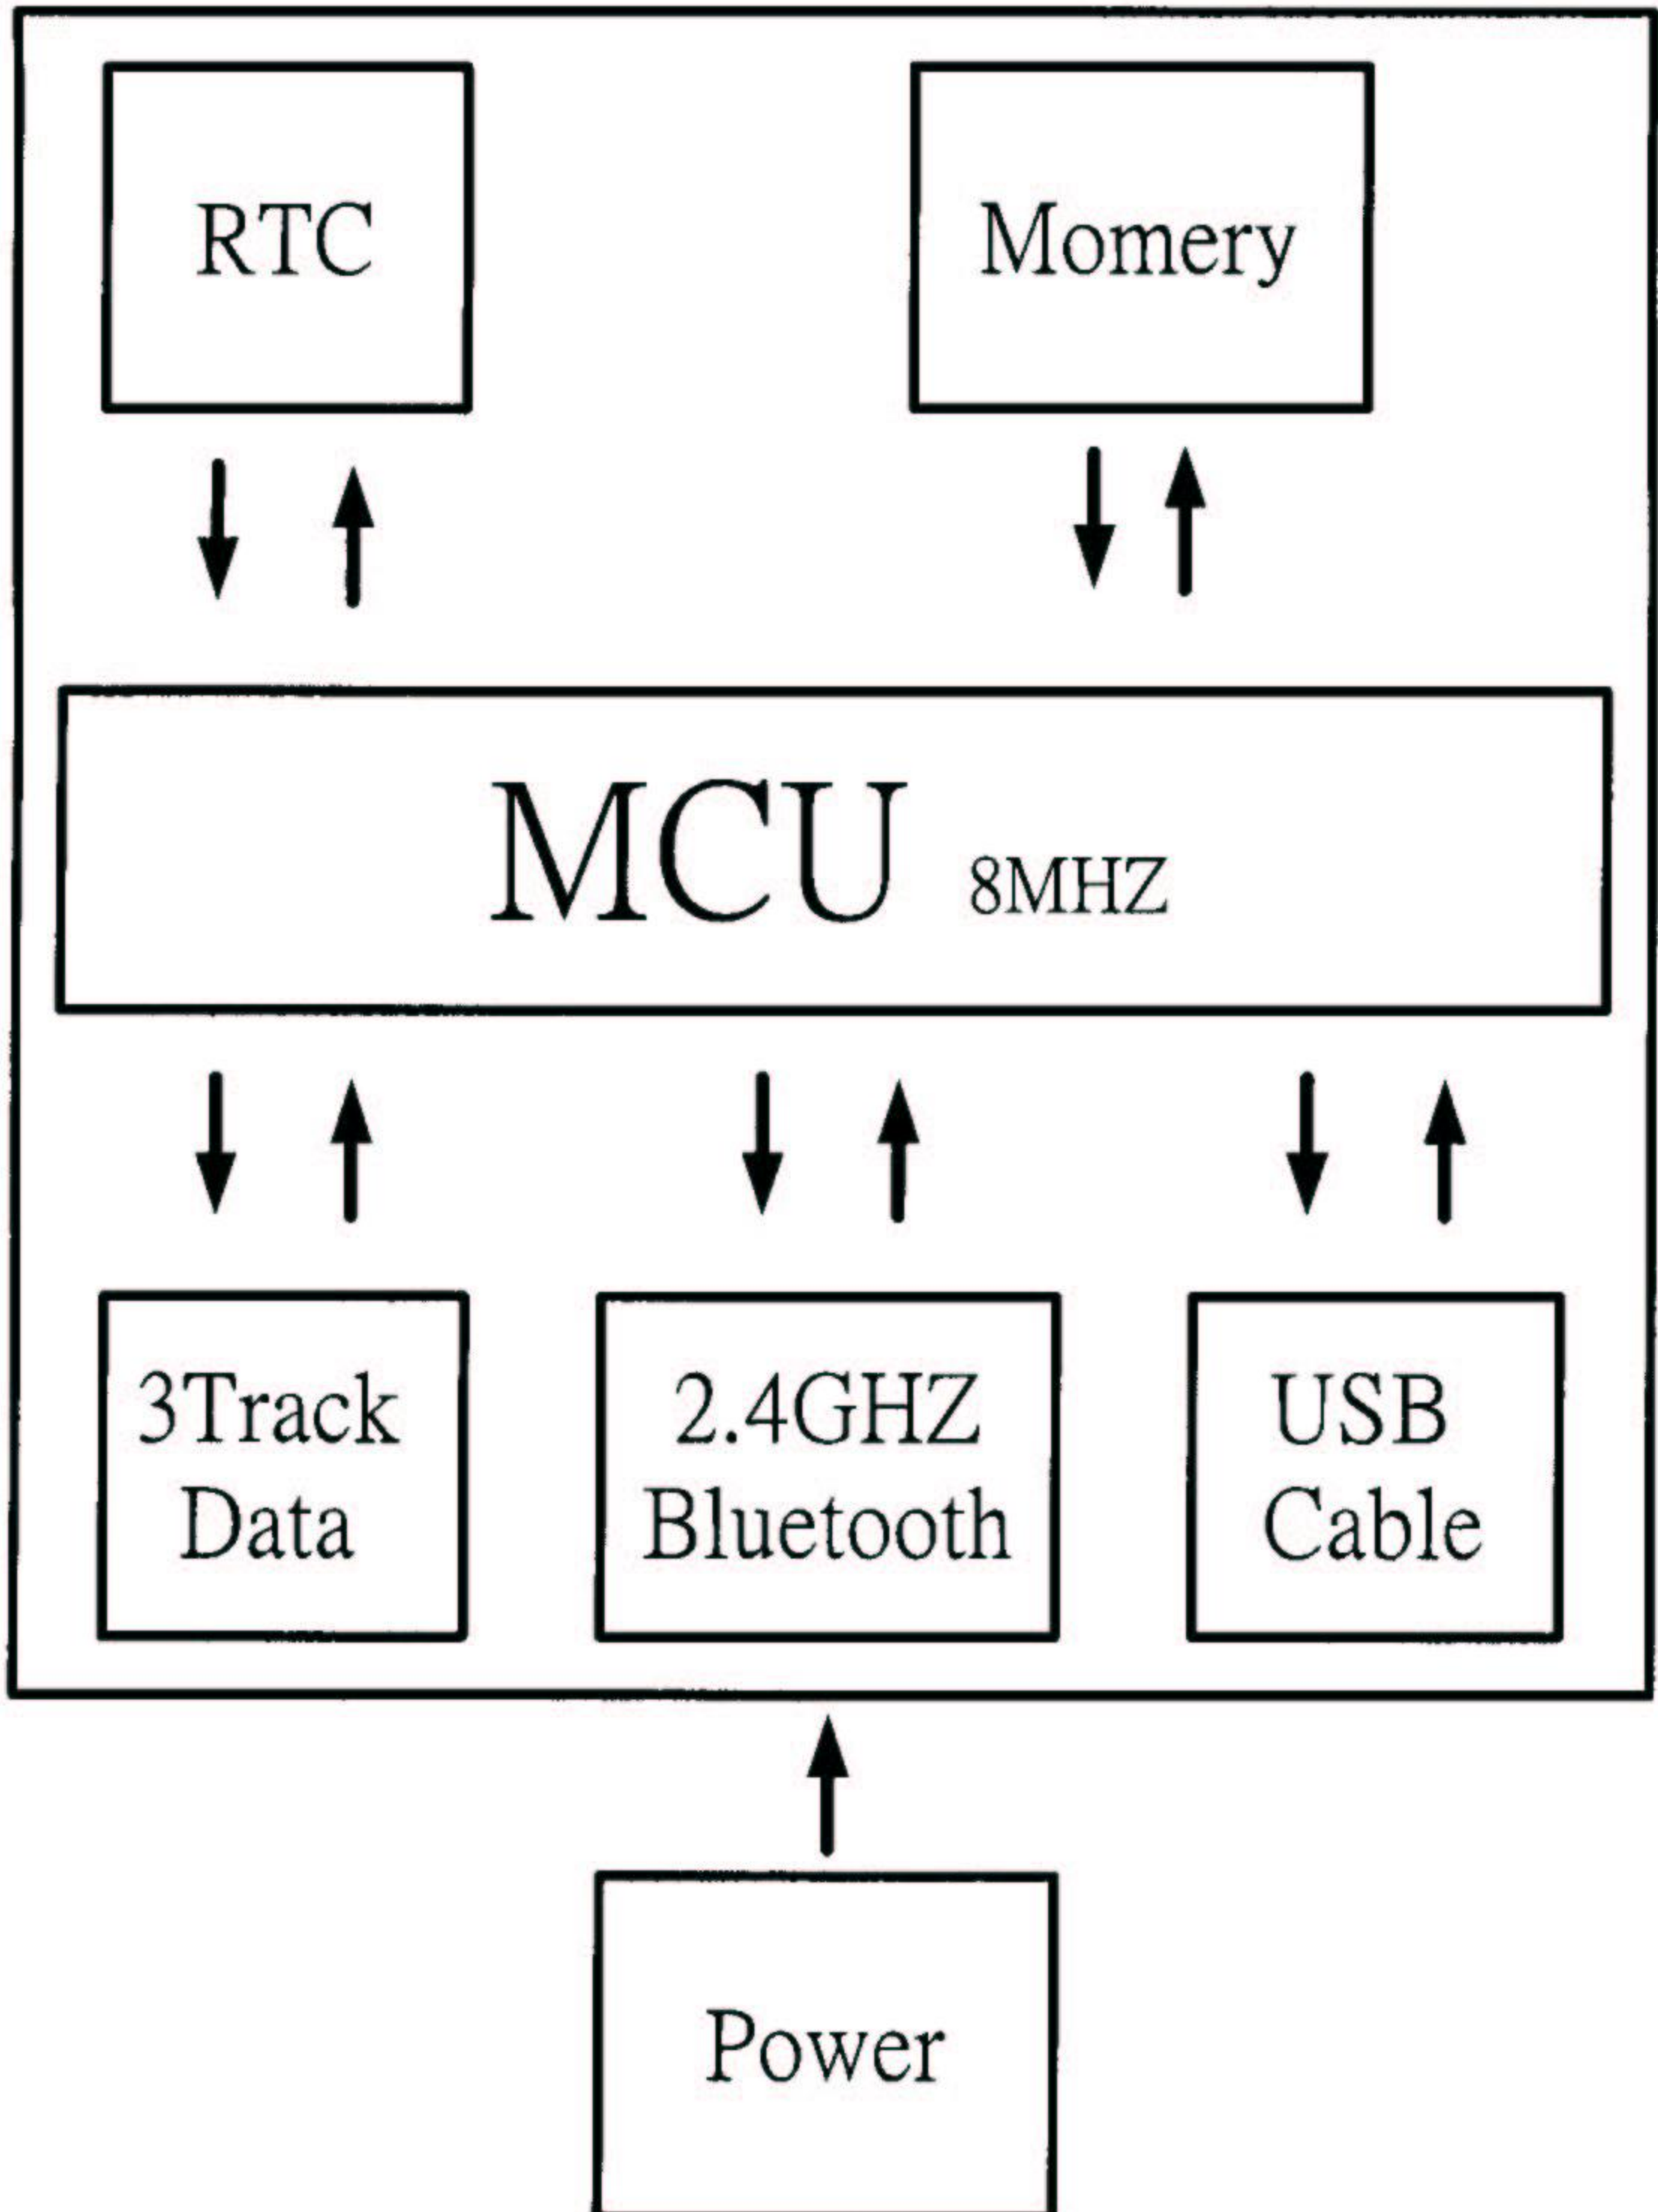 RTC
Momery
MCU 8MHZ
3Track
Data
2.4GHZ
Bluetooth
USB
Cable
Power